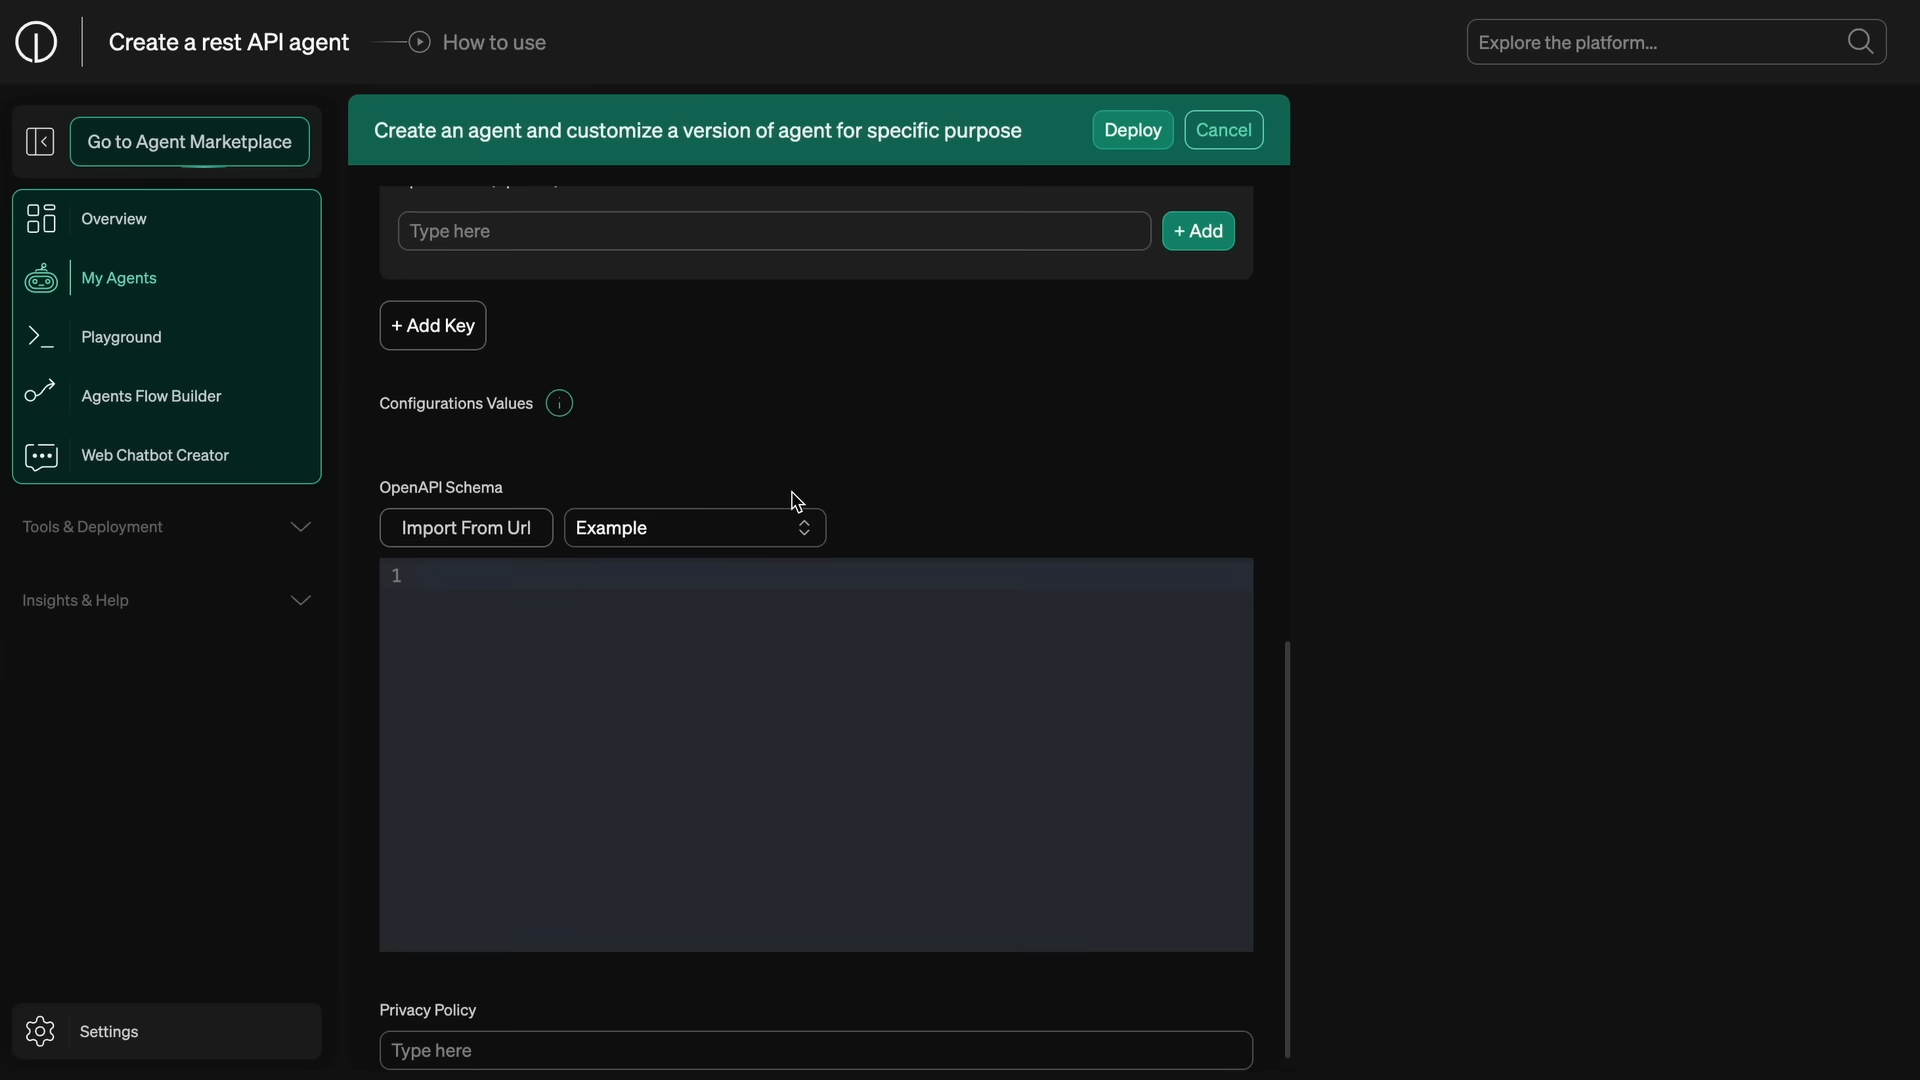 Create a rest API agent
How to use
Explore the platform...
Go to Agent Marketplace
Overview
My Agents
Playground
Agents Flow Builder
Web Chatbot Creator
Tools & Deployment
Insights & Help
Settings
Create an agent and customize a version of agent for specific purpose
Deploy
Cancel
Type here
+ Add
+ Add Key
Configurations Values
OpenAPI Schema
Import From Url
Example
1
Privacy Policy
Type here